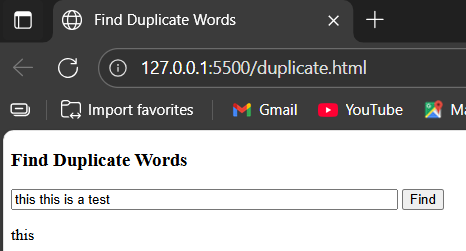 Find Duplicate Words
127.0.0.1:5500/duplicate.html
Import favorites Gmail YouTube
Find Duplicate Words
this this is a test Find
this